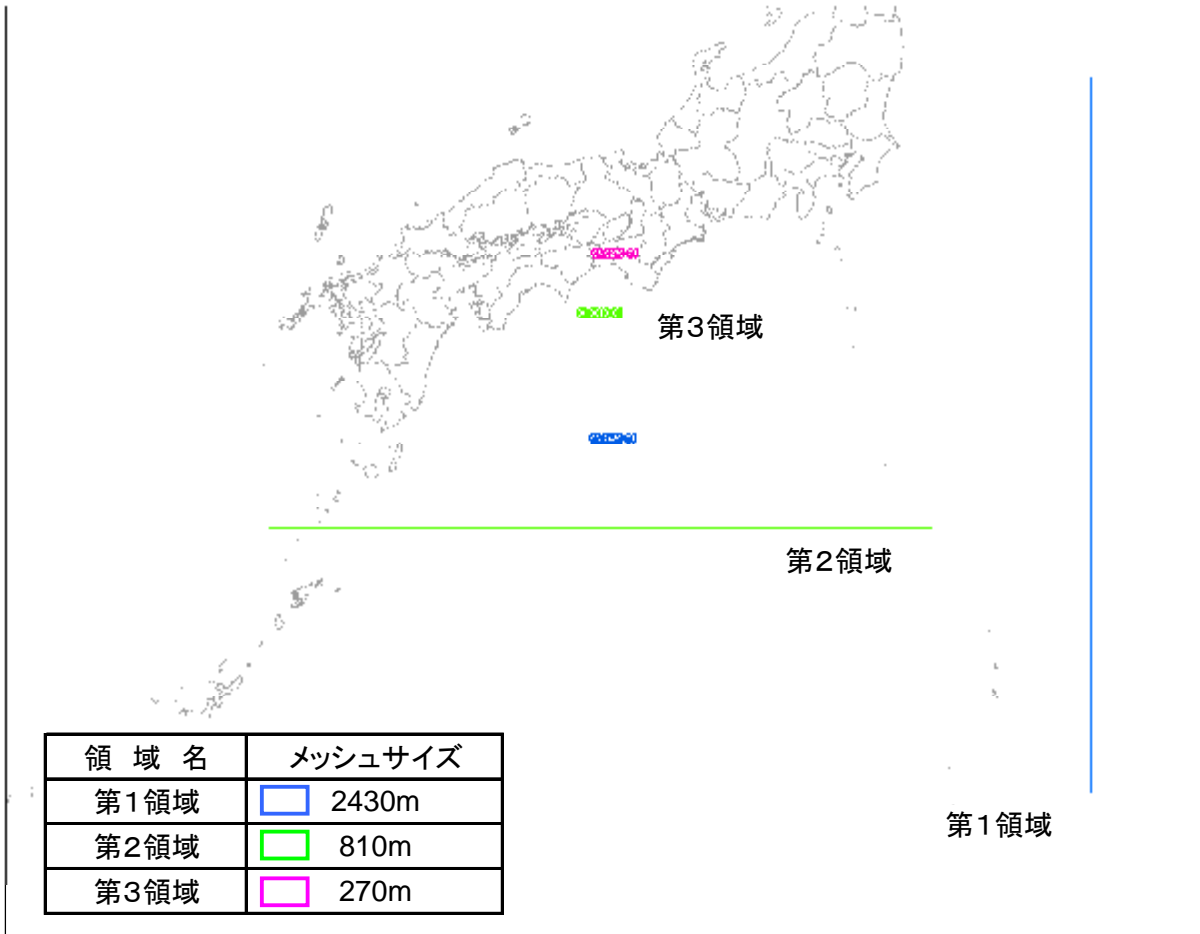 第3領域
第2領域
第1領域
領 域 名 メッシュサイズ
第1領域 2430m
第2領域 810m
第3領域 270m